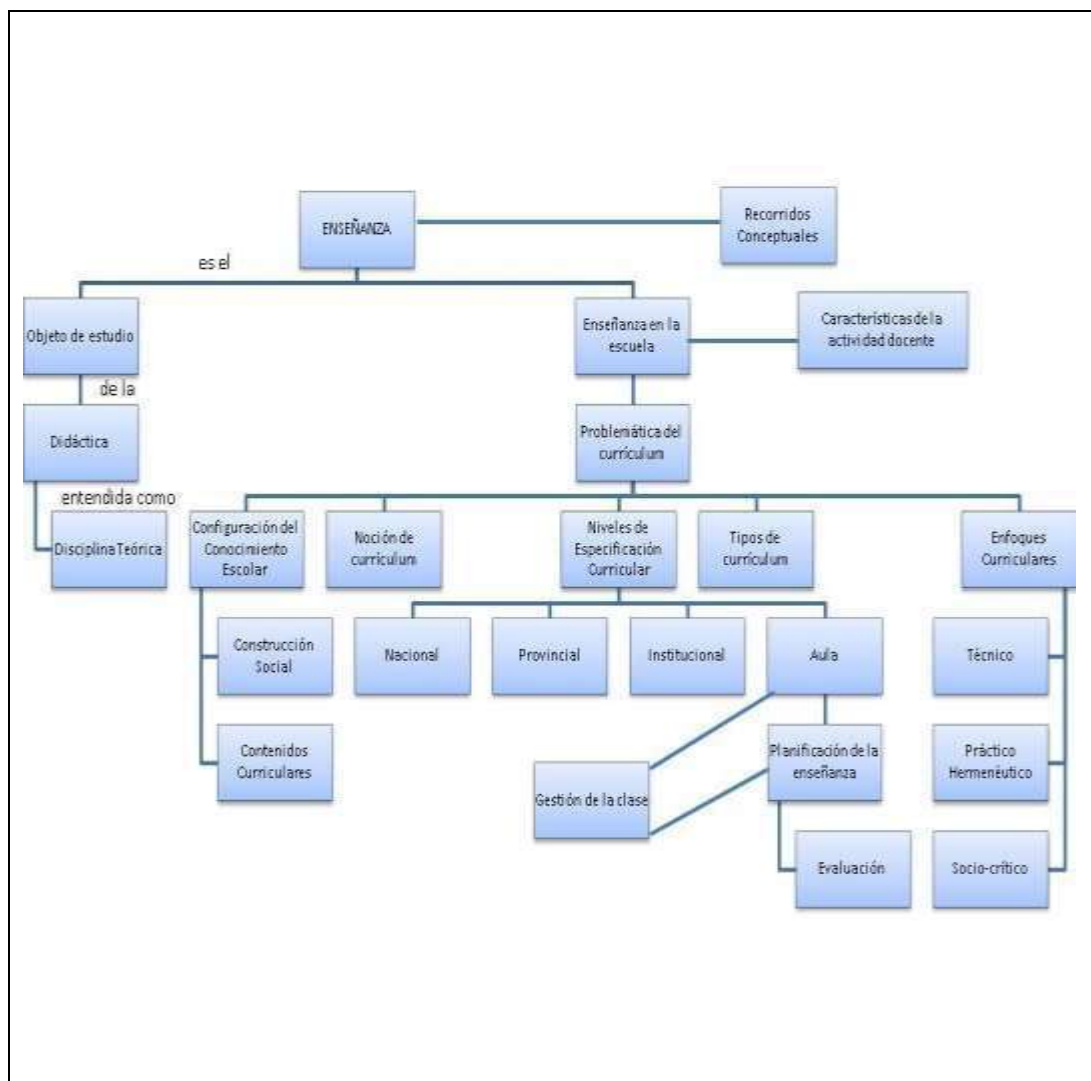 ENSEÑANZA
Recorridos
Conceptuales
es el
Objeto de estudio
Enseñanza en la
escuela
Características de la
actividad docente
de la
Didáctica
Problemática del
currículum
entendida como
Disciplina Teórica
Configuración del
Conocimiento
Escolar
Noción de
currículum
Niveles de
Especificación
Curricular
Tipos de
currículum
Enfoques
Curriculares
Construcción
Social
Nacional
Provincial
Institucional
Aula
Técnico
Contenidos
Curriculares
Gestión de la clase
Planificación de la
enseñanza
Práctico
Hermenéutico
Evaluación
Socio-crítico